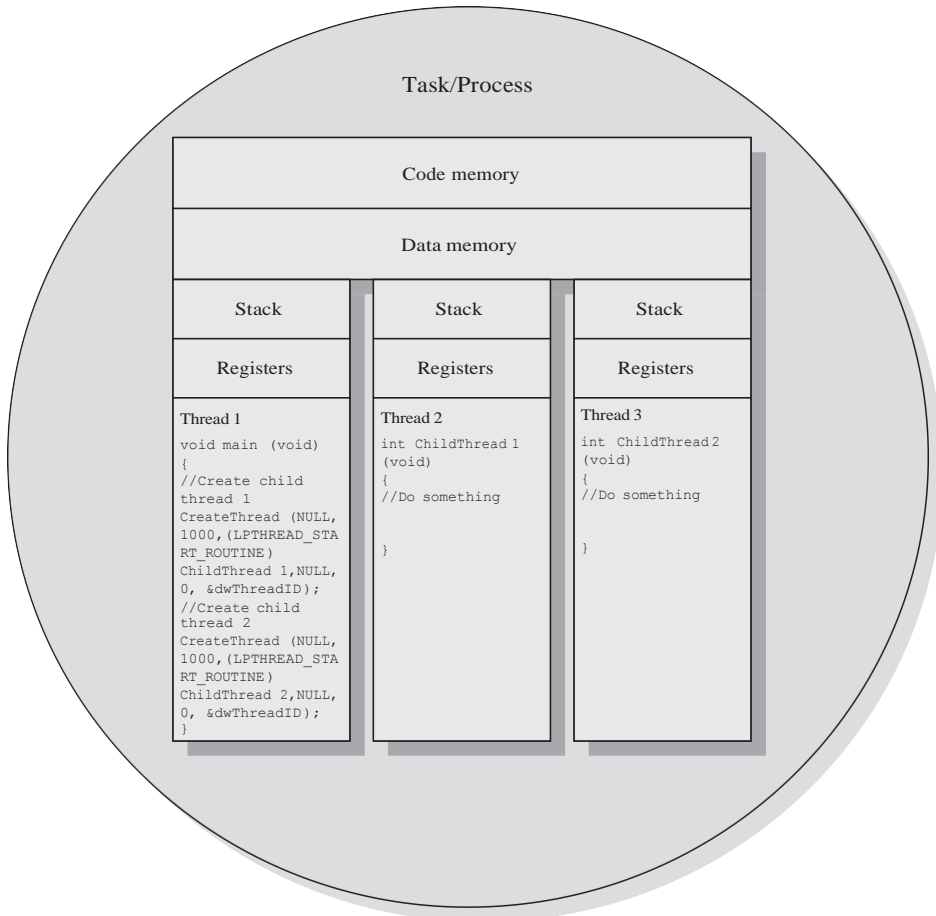 Task/Process
Code memory
Data memory
Stack
Registers
Thread 1
void main (void)
{
//Create child
thread 1
CreateThread (NULL,
1000,(LPTHREAD_STA
RT_ROUTINE)
ChildThread 1,NULL,
0, &dwThreadID);
//Create child
thread 2
CreateThread (NULL,
1000,(LPTHREAD_STA
RT_ROUTINE)
ChildThread 2,NULL,
0, &dwThreadID);
}
Stack
Registers
Thread 2
int ChildThread 1
(void)
{
//Do something
}
Stack
Registers
Thread 3
int ChildThread 2
(void)
{
//Do something
}